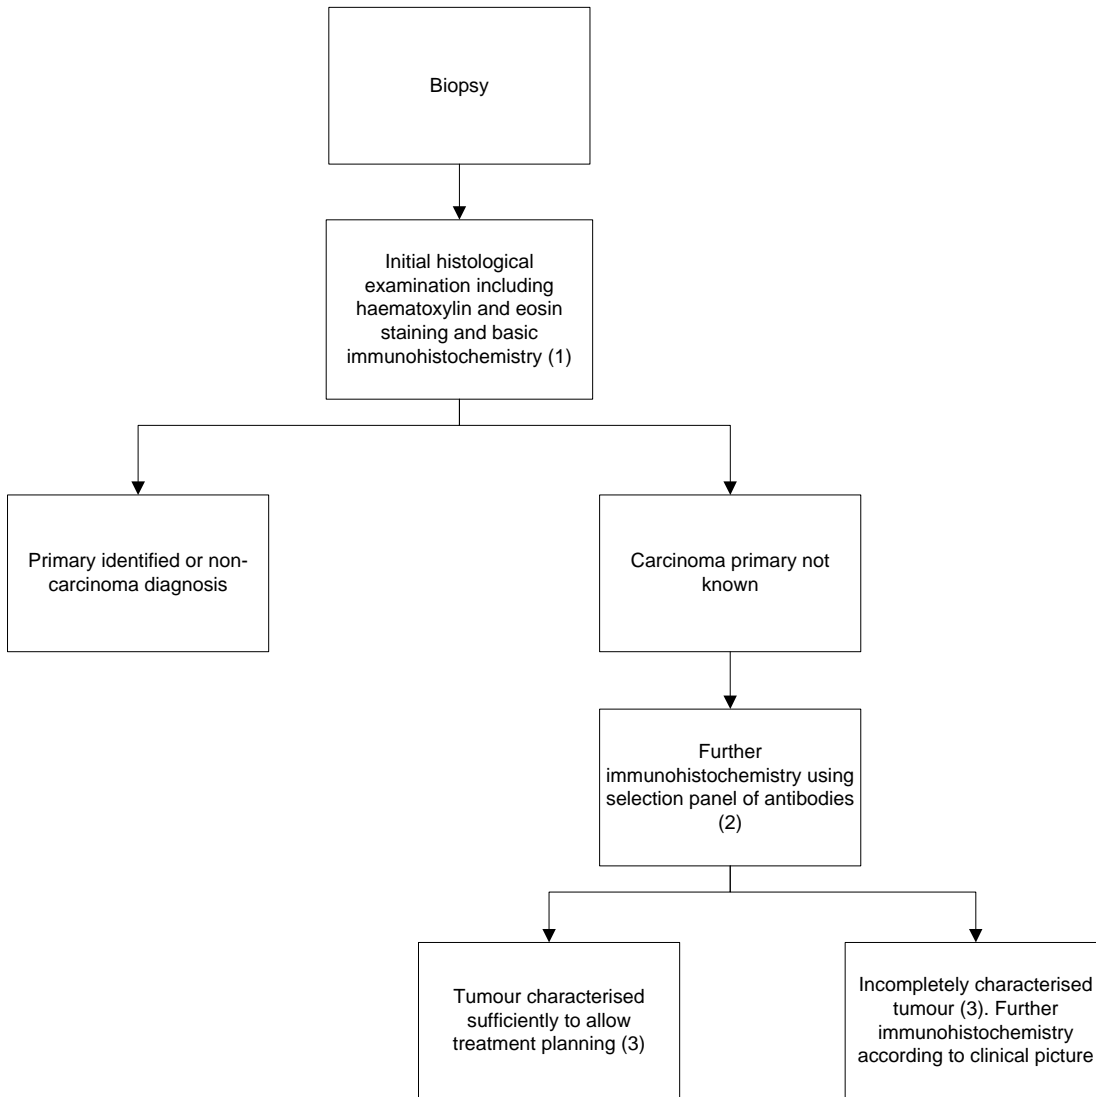 Biopsy
Initial histological
examination including
haematoxylin and eosin
staining and basic
immunohistochemistry (1)
Primary identified or non-
carcinoma diagnosis
Carcinoma primary not
known
Further
immunohistochemistry using
selection panel of antibodies
(2)
Tumour characterised
sufficiently to allow
treatment planning (3)
Incompletely characterised
tumour (3). Further
immunohistochemistry
according to clinical picture